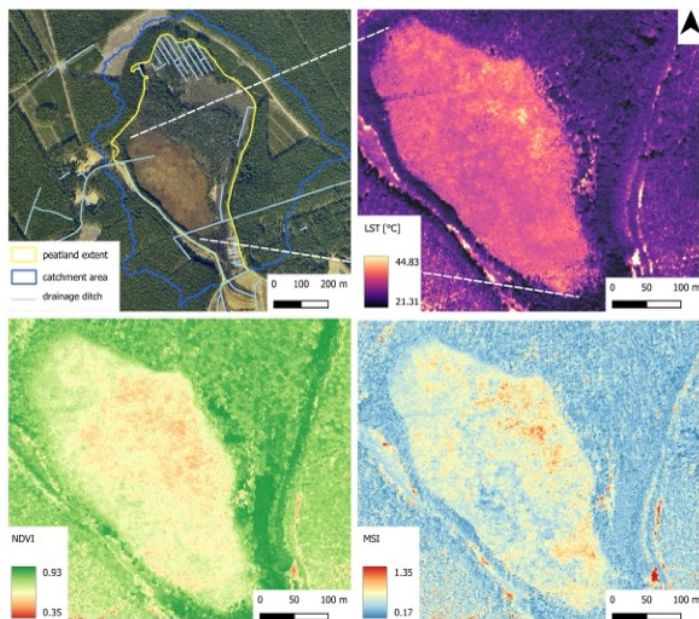 peatland extent
catchment area
drainage ditch
0 100 200 m
LST [°C]
44.83
21.31
0 50 100 m
NDVI
0.93
0.35
0 50 100 m
MSI
1.35
0.17
0 50 100 m